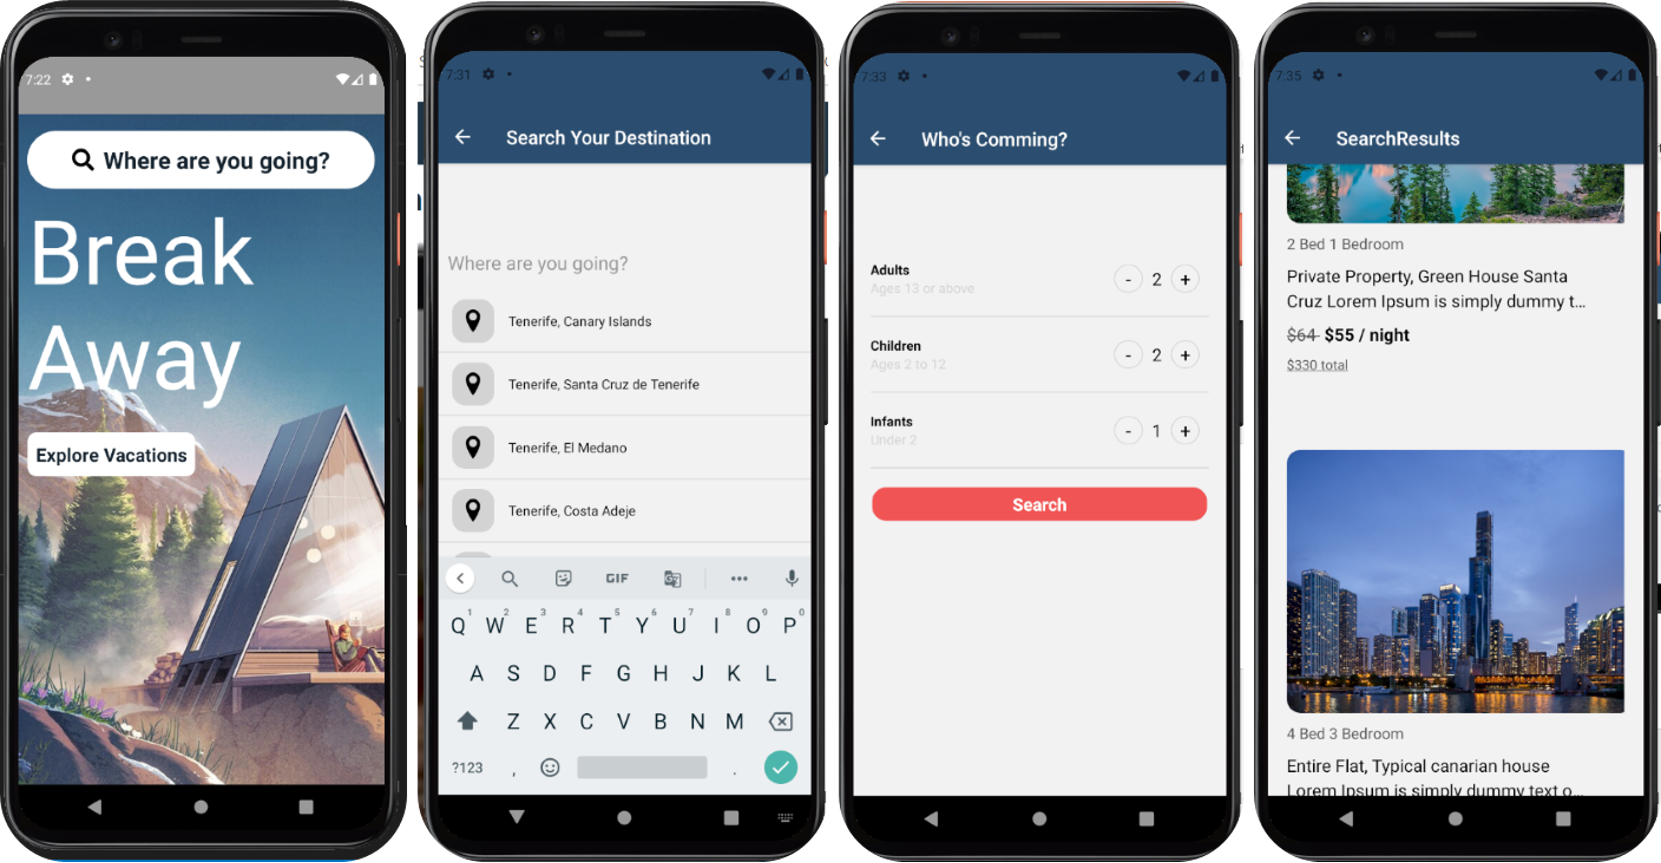 7:22
Where are you going?
Break
Away
Explore Vacations
7:31
Search Your Destination
Where are you going?
Tenerife, Canary Islands
Tenerife, Santa Cruz de Tenerife
Tenerife, El Medano
Tenerife, Costa Adeje
GIF
1 2 3 4 5 6 7 8 9 0
Q W E R T Y U I O P
A S D F G H J K L
Z X C V B N M
?123 , .
7:33
Who's Comming?
Adults
Ages 13 or above
- 2 +
Children
Ages 2 to 12
- 2 +
Infants
Under 2
- 1 +
Search
7:35
SearchResults
2 Bed 1 Bedroom
Private Property, Green House Santa
Cruz Lorem Ipsum is simply dummy t...
$64 $55 / night
$330 total
4 Bed 3 Bedroom
Entire Flat, Typical canarian house
Lorem Ipsum is simply dummy text o...